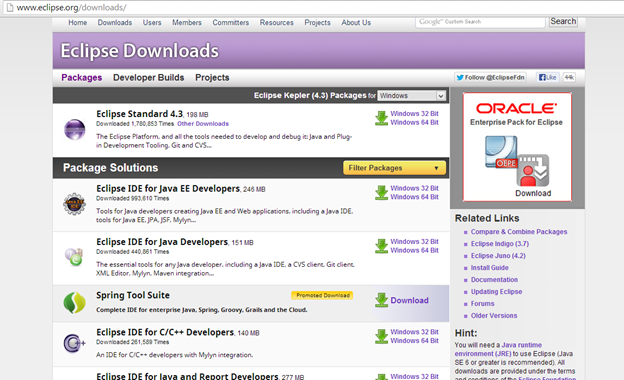 www.eclipse.org/downloads/
Home Downloads Users Members Committers Resources Projects About Us
Google™ Custom Search Search
Eclipse Downloads
Packages Developer Builds Projects
Follow @EclipseFdn Like 44k
Eclipse Kepler (4.3) Packages for Windows
Eclipse Standard 4.3, 198 MB
Downloaded 1,780,853 Times Other Downloads
The Eclipse Platform, and all the tools needed to develop and debug it: Java and Plug-
in Development Tooling, Git and CVS...
Windows 32 Bit
Windows 64 Bit
Package Solutions
Filter Packages
Eclipse IDE for Java EE Developers, 246 MB
Downloaded 993,610 Times
Tools for Java developers creating Java EE and Web applications, including a Java IDE,
tools for Java EE, JPA, JSF, Mylyn...
Windows 32 Bit
Windows 64 Bit
Eclipse IDE for Java Developers, 151 MB
Downloaded 440,861 Times
The essential tools for any Java developer, including a Java IDE, a CVS client, Git client,
XML Editor, Mylyn, Maven integration...
Windows 32 Bit
Windows 64 Bit
Spring Tool Suite
Promoted Download
Complete IDE for enterprise Java, Spring, Groovy, Grails and the Cloud.
Download
Eclipse IDE for C/C++ Developers, 140 MB
Downloaded 261,589 Times
An IDE for C/C++ developers with Mylyn integration.
Windows 32 Bit
Windows 64 Bit
Eclipse IDE for Java and Report Developers, 277 MB
Windows 32 Bit
ORACLE
Enterprise Pack for Eclipse
OEPE
Download
Related Links
Compare & Combine Packages
Eclipse Indigo (3.7)
Eclipse Juno (4.2)
Install Guide
Documentation
Updating Eclipse
Forums
Older Versions
Hint:
You will need a Java runtime
environment (JRE) to use Eclipse (Java
SE 6 or greater is recommended). All
downloads are provided under the terms
and conditions of the Eclipse Foundation